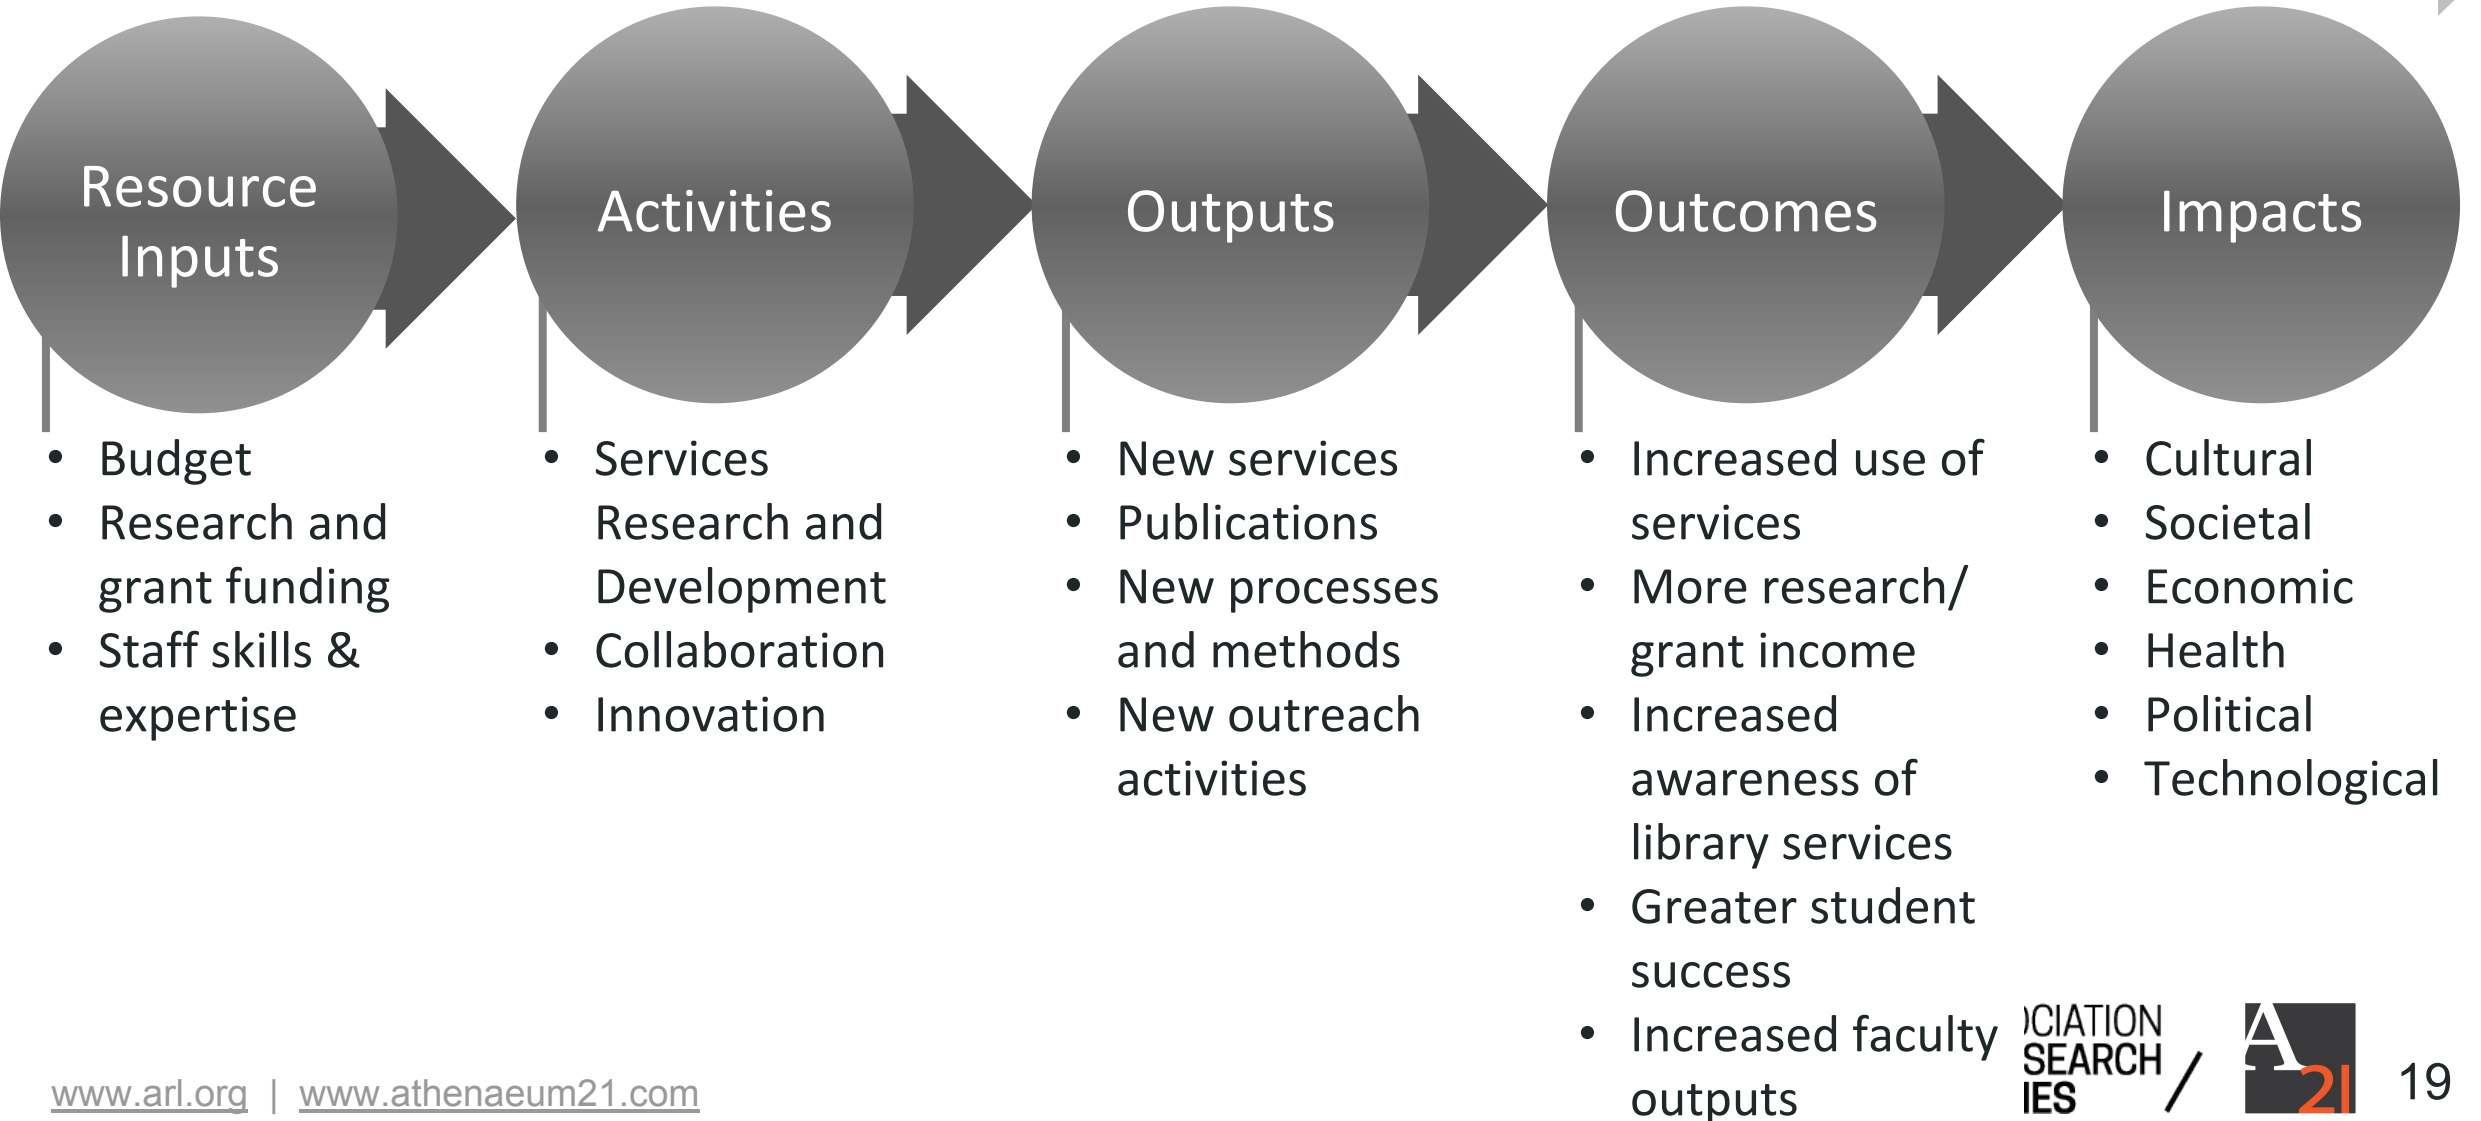 Resource
Inputs
Activities
Outputs
Outcomes
Impacts
• Budget
• Research and
grant funding
• Staff skills &
expertise
• Services
Research and
Development
• Collaboration
• Innovation
• New services
• Publications
• New processes
and methods
• New outreach
activities
• Increased use of
services
• More research/
grant income
• Increased
awareness of
library services
• Greater student
success
• Increased faculty
outputs
• Cultural
• Societal
• Economic
• Health
• Political
• Technological
www.arl.org | www.athenaeum21.com
CIATION
SEARCH
IES /
A
21
19